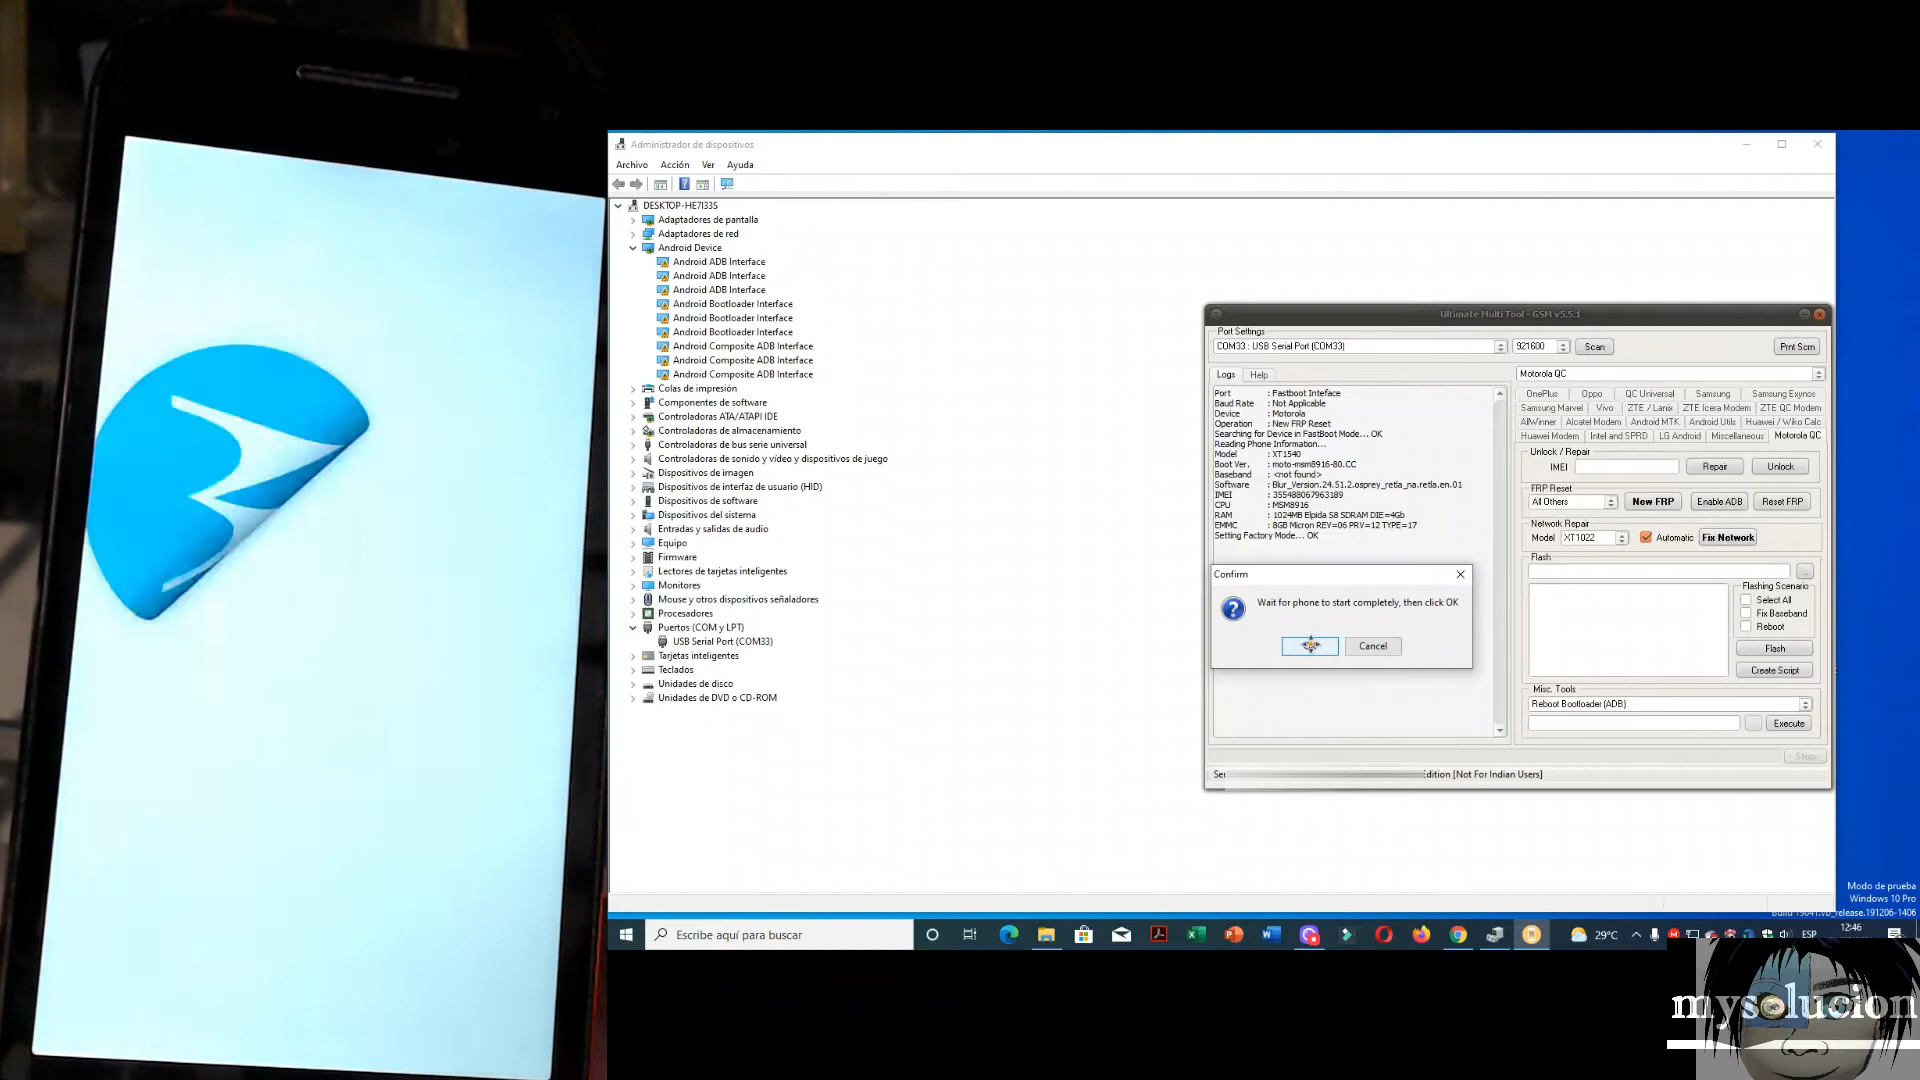 Administrador de dispositivos
Archivo Acción Ver Ayuda
DESKTOP-HE7I33S
Adaptadores de pantalla
Adaptadores de red
Android Device
Android ADB Interface
Android ADB Interface
Android ADB Interface
Android Bootloader Interface
Android Bootloader Interface
Android Bootloader Interface
Android Composite ADB Interface
Android Composite ADB Interface
Android Composite ADB Interface
Colas de impresión
Componentes de software
Controladoras ATA/ATAPI IDE
Controladoras de almacenamiento
Controladoras de bus serie universal
Controladoras de sonido y vídeo y dispositivos de juego
Dispositivos de imagen
Dispositivos de interfaz de usuario (HID)
Dispositivos de software
Dispositivos del sistema
Entradas y salidas de audio
Equipo
Firmware
Lectores de tarjetas inteligentes
Monitores
Mouse y otros dispositivos señaladores
Procesadores
Puertos (COM y LPT)
USB Serial Port (COM33)
Tarjetas inteligentes
Teclados
Unidades de disco
Unidades de DVD o CD-ROM
Ultimate Multi Tool - GSM v5.5.1
Port Settings
COM33 : USB Serial Port (COM33) 921600 Scan Prnt Scrn
Logs Help
Port : Fastboot Inteface
Baud Rate : Not Applicable
Device : Motorola
Operation : New FRP Reset
Searching for Device in FastBoot Mode... OK
Reading Phone Information...
Model : XT1540
Boot Ver. : moto-msm8916-80.CC
Baseband : <not found>
Software : Blur_Version.24.51.2.osprey_retla_na.retla.en.01
IMEI : 355488067963189
CPU : MSM8916
RAM : 1024MB Elpida S8 SDRAM DIE=4Gb
EMMC : 8GB Micron REV=06 PRV=12 TYPE=17
Setting Factory Mode... OK
Confirm
Wait for phone to start completely, then click OK
Cancel
Motorola QC
OnePlus Oppo QC Universal Samsung Samsung Exynos
Samsung Marvel Vivo ZTE / Lanix ZTE Icera Modem ZTE QC Modem
AllWinner Alcatel Modem Android MTK Android Utils Huawei / Wiko Calc
Huawei Modem Intel and SPRD LG Android Miscellaneous Motorola QC
Unlock / Repair
IMEI Repair Unlock
FRP Reset
All Others New FRP Enable ADB Reset FRP
Network Repair
Model XT1022 Automatic Fix Network
Flash
..
Flashing Scenario
Select All
Fix Baseband
Reboot
Flash
Create Script
Misc. Tools
Reboot Bootloader (ADB)
Execute
Stop
Ser
Edition [Not For Indian Users]
Modo de prueba
Windows 10 Pro
Build 19041.vb_release.191206-1406
Escribe aquí para buscar
29°C
ESP
12:46
mysolucion